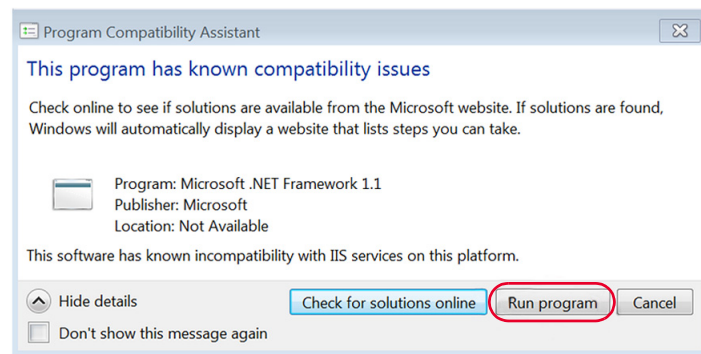 Program Compatibility Assistant
This program has known compatibility issues
Check online to see if solutions are available from the Microsoft website. If solutions are found,
Windows will automatically display a website that lists steps you can take.
Program: Microsoft .NET Framework 1.1
Publisher: Microsoft
Location: Not Available
This software has known incompatibility with IIS services on this platform.
Hide details Check for solutions online Run program Cancel
Don't show this message again